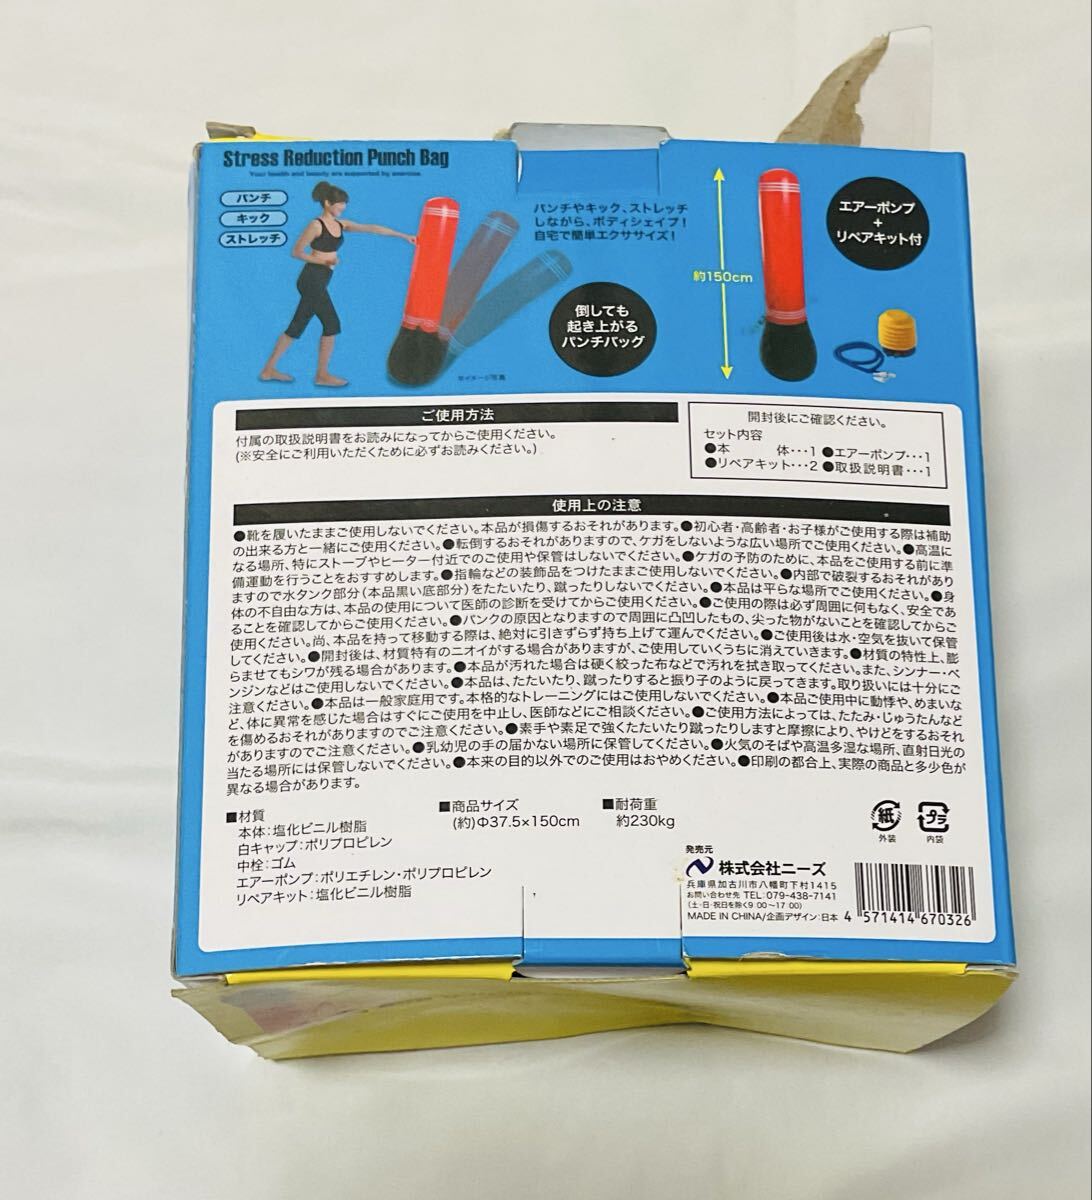 Stress Reduction Punch Bag
Your health and beauty are supported by exercise.
パンチ
キック
ストレッチ
パンチやキック、ストレッチ
しながら、ボディシェイプ!
自宅で簡単エクササイズ!
倒しても
起き上がる
パンチバッグ
※イメージ写真
約150cm
エアーポンプ
+
リペアキット付
ご使用方法
付属の取扱説明書をお読みになってからご使用ください。
(※安全にご利用いただくために必ずお読みください。)
開封後にご確認ください。
セット内容
●本 体･･･1 ●エアーポンプ･･･1
●リペアキット･･･2 ●取扱説明書･･･1
使用上の注意
●靴を履いたままご使用しないでください。本品が損傷するおそれがあります。●初心者・高齢者・お子様がご使用する際は補助
の出来る方と一緒にご使用ください。●転倒するおそれがありますので、ケガをしないような広い場所でご使用ください。●高温に
なる場所、特にストーブやヒーター付近でのご使用や保管はしないでください。●ケガの予防のために、本品をご使用する前に準
備運動を行うことをおすすめします。●指輪などの装飾品をつけたままご使用しないでください。●内部で破裂するおそれがあり
ますので水タンク部分(本品黒い底部分)をたたいたり、蹴ったりしないでください。●本品は平らな場所でご使用ください。●身
体の不自由な方は、本品の使用について医師の診断を受けてからご使用ください。●ご使用の際は必ず周囲に何もなく、安全であ
ることを確認してからご使用ください。●パンクの原因となりますので周囲に凸凹したもの、尖った物がないことを確認してからご
使用ください。尚、本品を持って移動する際は、絶対に引きずらず持ち上げて運んでください。●ご使用後は水・空気を抜いて保管
してください。●開封後は、材質特有のニオイがする場合がありますが、ご使用していくうちに消えていきます。●材質の特性上、膨
らませてもシワが残る場合があります。●本品が汚れた場合は硬く絞った布などで汚れを拭き取ってください。また、シンナー・ベ
ンジンなどはご使用しないでください。●本品は、たたいたり、蹴ったりすると振り子のように戻ってきます。取り扱いには十分にご
注意ください。●本品は一般家庭用です。本格的なトレーニングにはご使用しないでください。●本品ご使用中に動悸や、めまいな
ど、体に異常を感じた場合はすぐにご使用を中止し、医師などにご相談ください。●ご使用方法によっては、たたみ・じゅうたんなど
を傷めるおそれがありますのでご注意ください。●素手や素足で強くたたいたり蹴ったりしますと摩擦により、やけどをするおそれ
がありますのでご注意ください。●乳幼児の手の届かない場所に保管してください。●火気のそばや高温多湿な場所、直射日光の
当たる場所には保管しないでください。●本来の目的以外でのご使用はおやめください。●印刷の都合上、実際の商品と多少色が
異なる場合があります。
■材質
本体:塩化ビニル樹脂
白キャップ:ポリプロピレン
中栓:ゴム
エアーポンプ:ポリエチレン・ポリプロピレン
リペアキット:塩化ビニル樹脂
■商品サイズ
(約)Φ37.5×150cm
■耐荷重
約230kg
紙
外装
プラ
内袋
発売元
株式会社ニーズ
兵庫県加古川市八幡町下村1415
お問い合わせ先 TEL:079-438-7141
(土・日・祝日を除く9:00〜17:00)
MADE IN CHINA/企画デザイン:日本
4 571414 670326